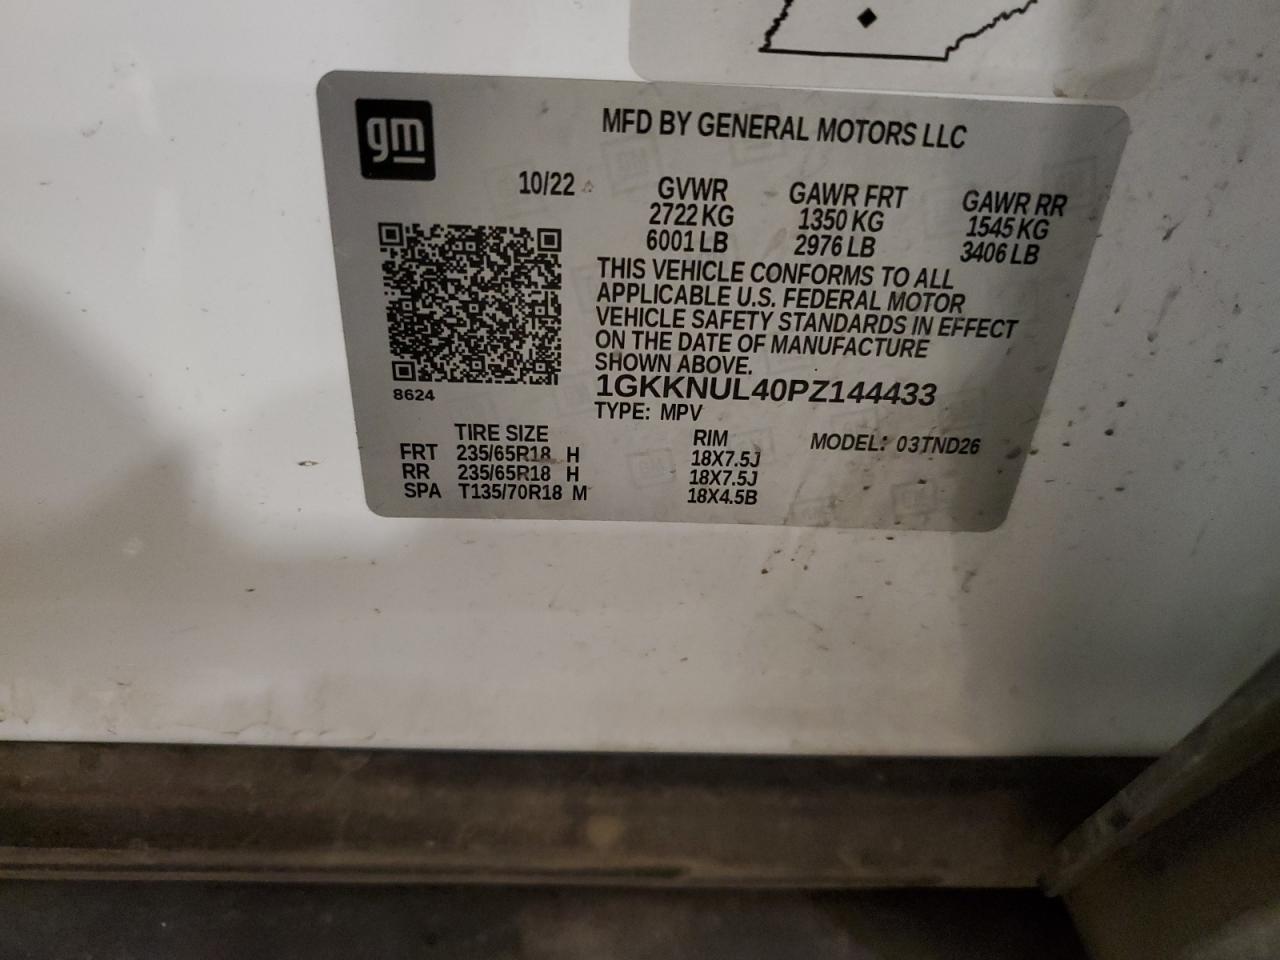 gm
MFD BY GENERAL MOTORS LLC
10/22 GVWR GAWR FRT GAWR RR
2722 KG 1350 KG 1545 KG
6001 LB 2976 LB 3406 LB
THIS VEHICLE CONFORMS TO ALL
APPLICABLE U.S. FEDERAL MOTOR
VEHICLE SAFETY STANDARDS IN EFFECT
ON THE DATE OF MANUFACTURE
SHOWN ABOVE.
1GKKNUL40PZ144433
8624
TYPE: MPV
TIRE SIZE RIM MODEL: 03TND26
FRT 235/65R18 H 18X7.5J
RR 235/65R18 H 18X7.5J
SPA T135/70R18 M 18X4.5B